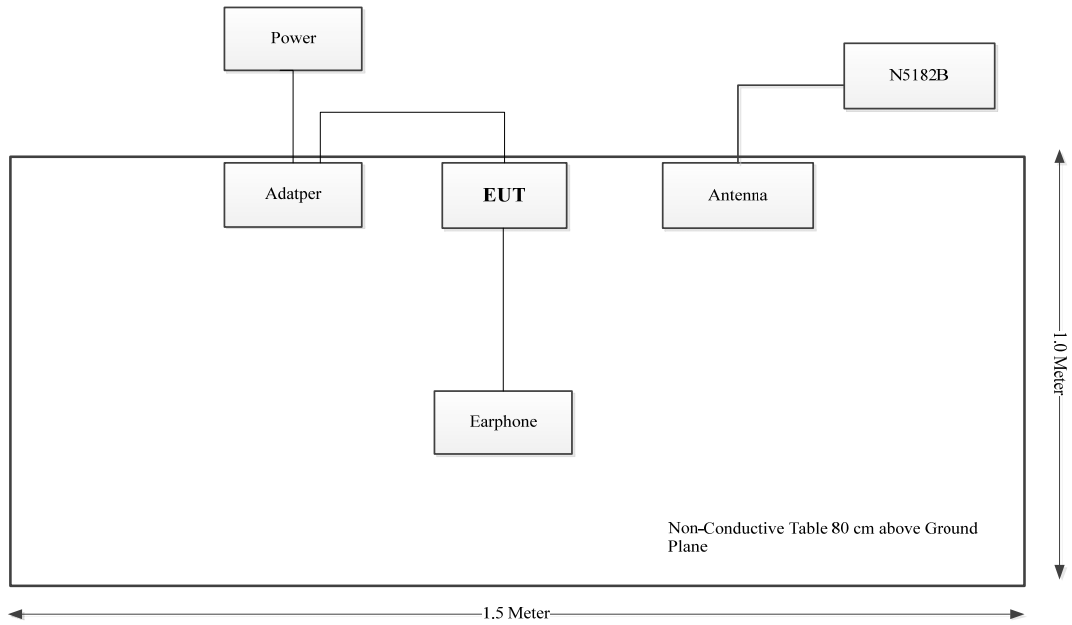 Power
N5182B
Adatper
EUT
Antenna
1.0 Meter
Earphone
Non-Conductive Table 80 cm above Ground
Plane
1.5 Meter